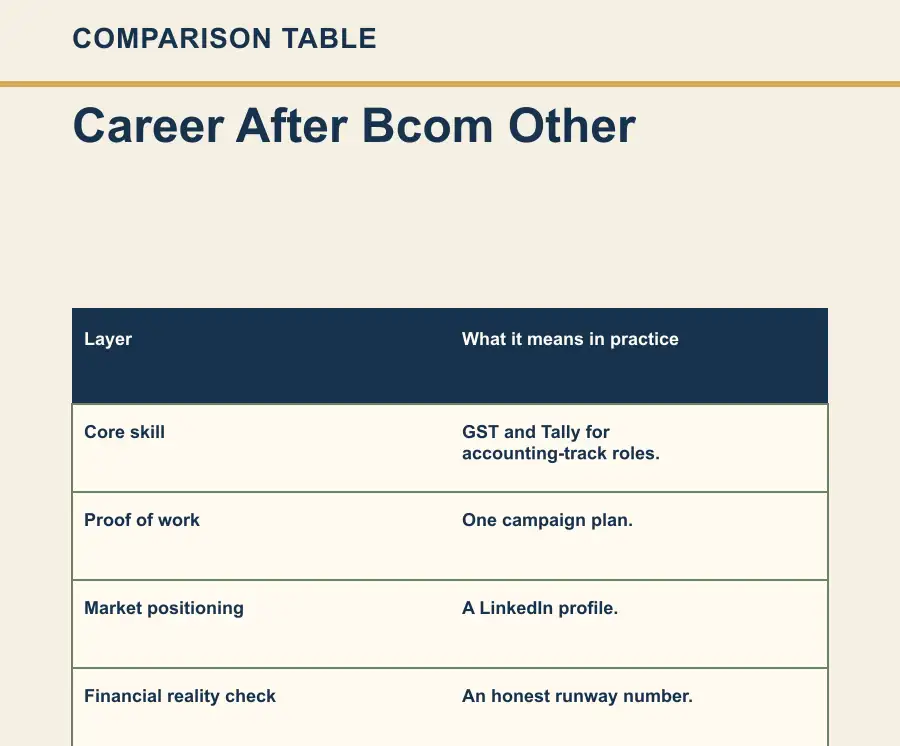 COMPARISON TABLE
Career After Bcom Other
Layer
What it means in practice
Core skill
GST and Tally for
accounting-track roles.
Proof of work
One campaign plan.
Market positioning
A LinkedIn profile.
Financial reality check
An honest runway number.